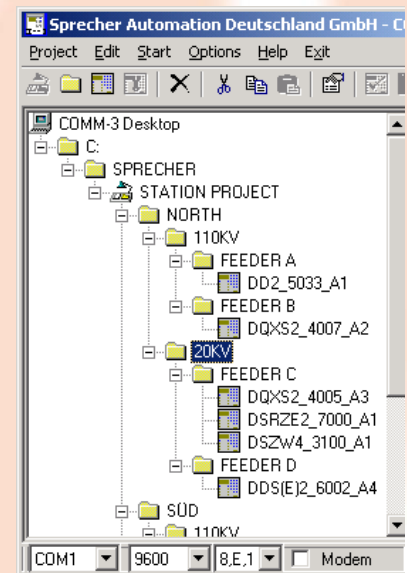 Sprecher Automation Deutschland GmbH - C
Project Edit Start Options Help Exit
COMM-3 Desktop
C:
SPRECHER
STATION PROJECT
NORTH
110KV
FEEDER A
DD2_5033_A1
FEEDER B
DQXS2_4007_A2
20KV
FEEDER C
DQXS2_4005_A3
DSRZE2_7000_A1
DSZW4_3100_A1
FEEDER D
DDS(E)2_6002_A4
SÜD
110KV
COM1 9600 8,E,1 Modem